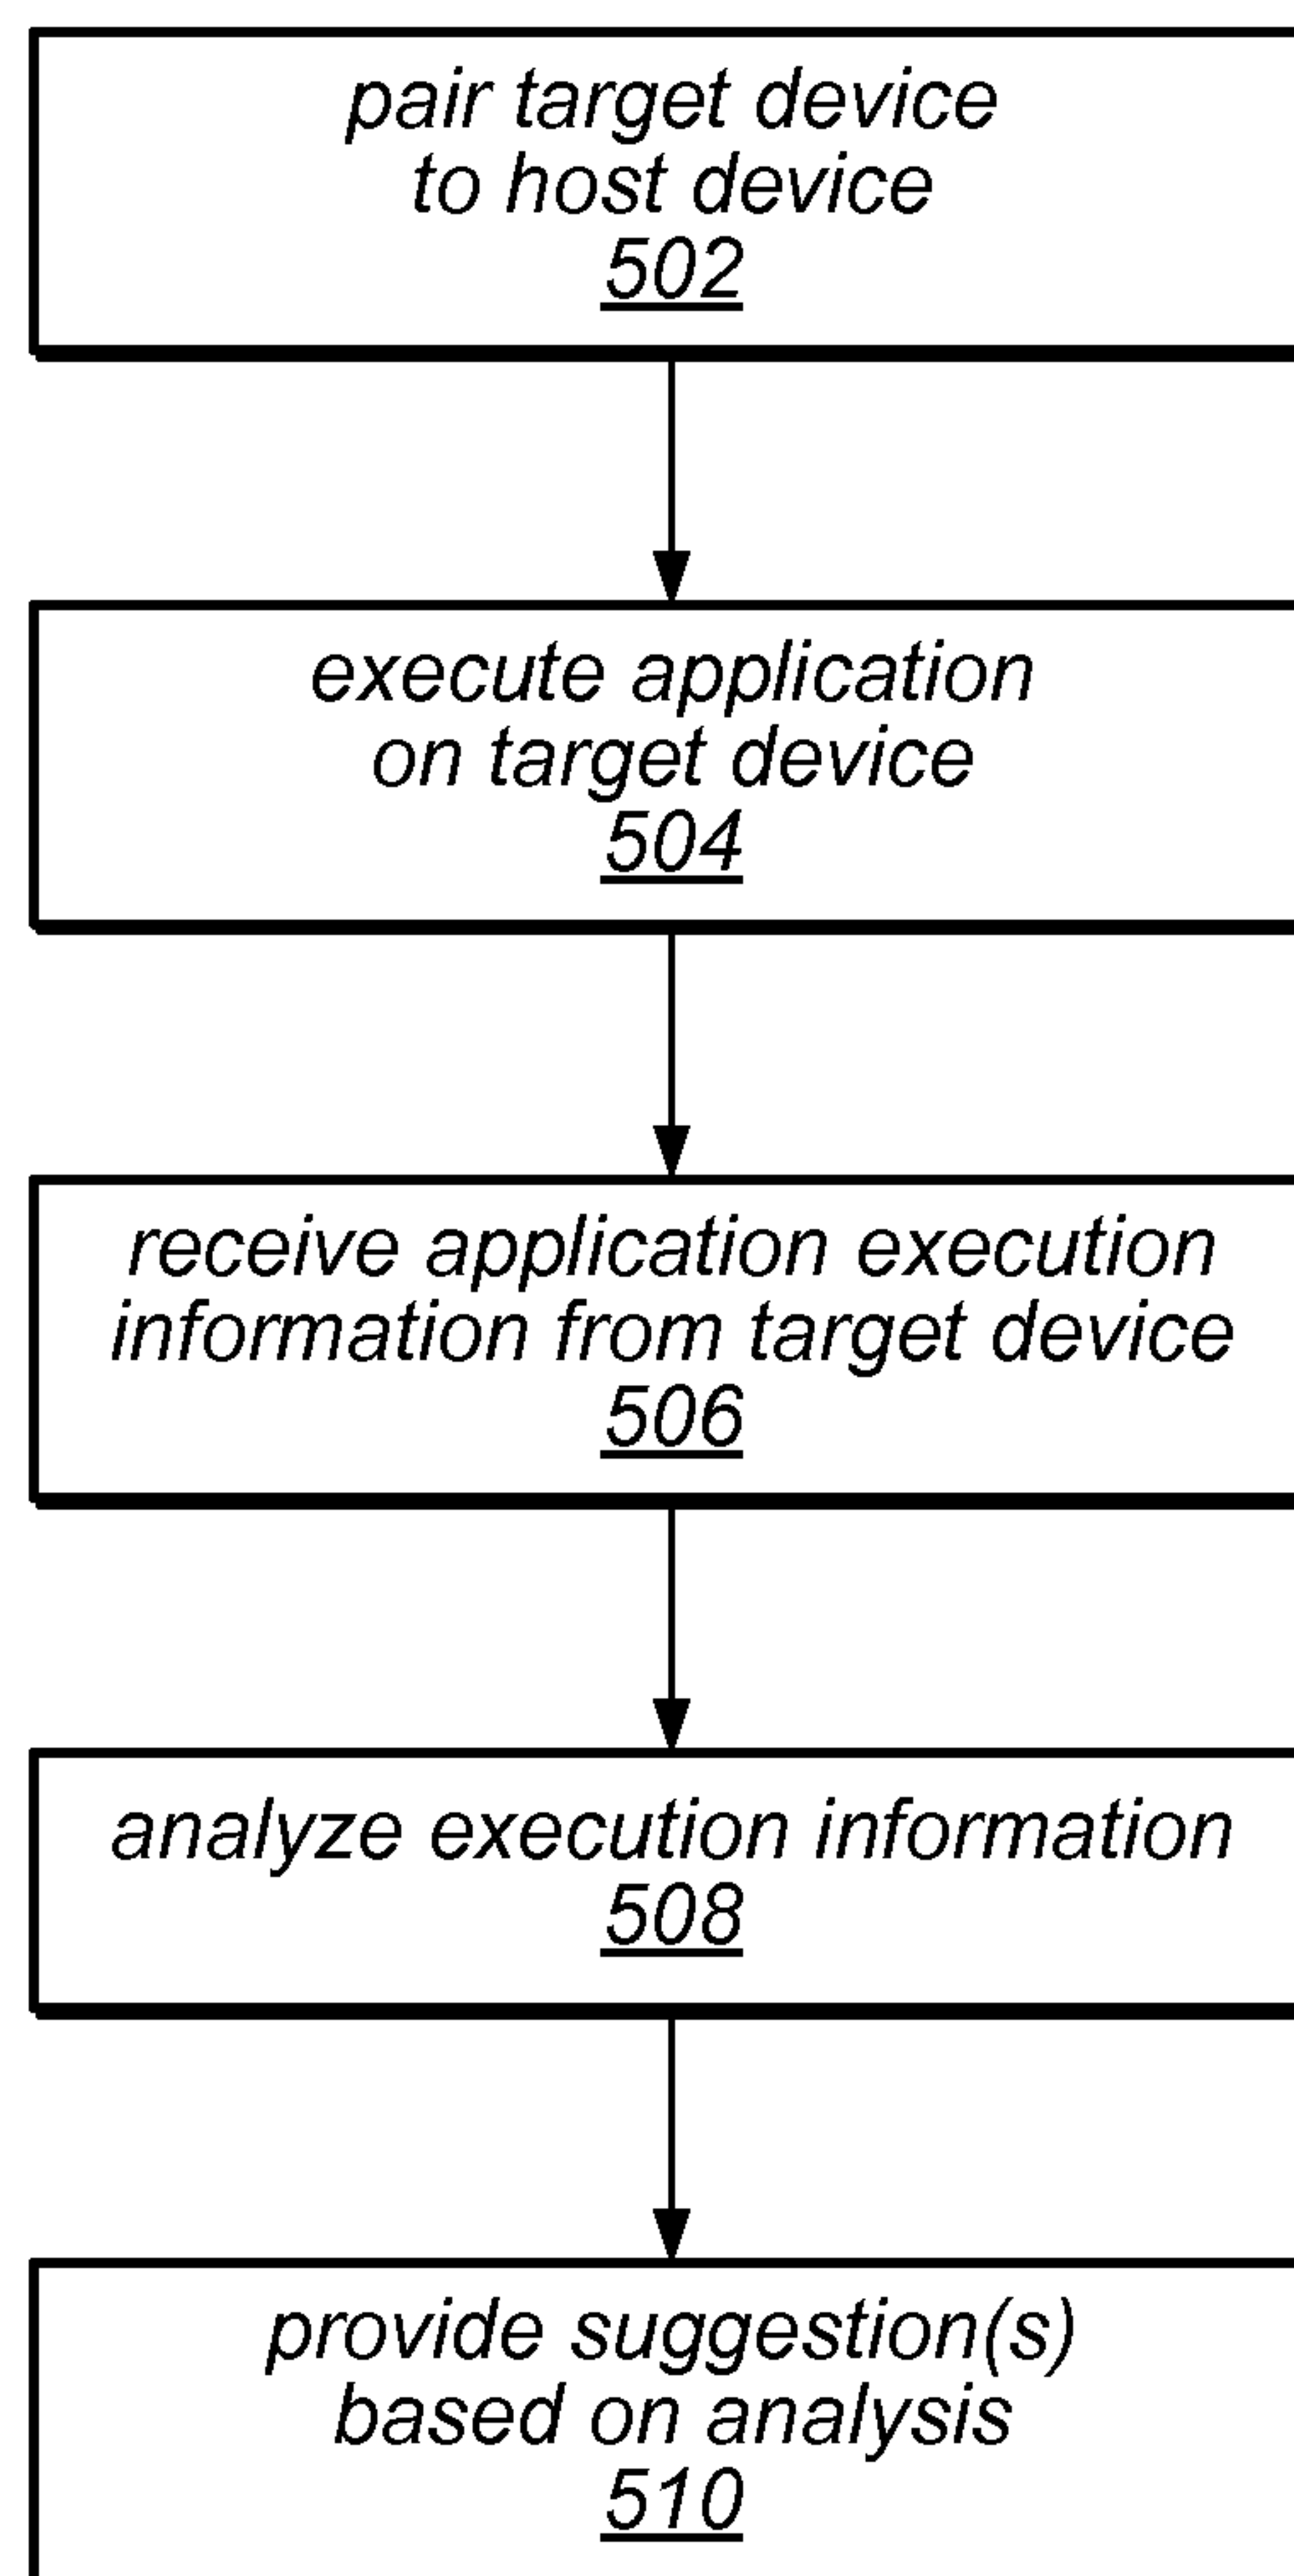 pair target device
to host device
502
execute application
on target device
504
receive application execution
information from target device
506
analyze execution information
508
provide suggestion(s)
based on analysis
510